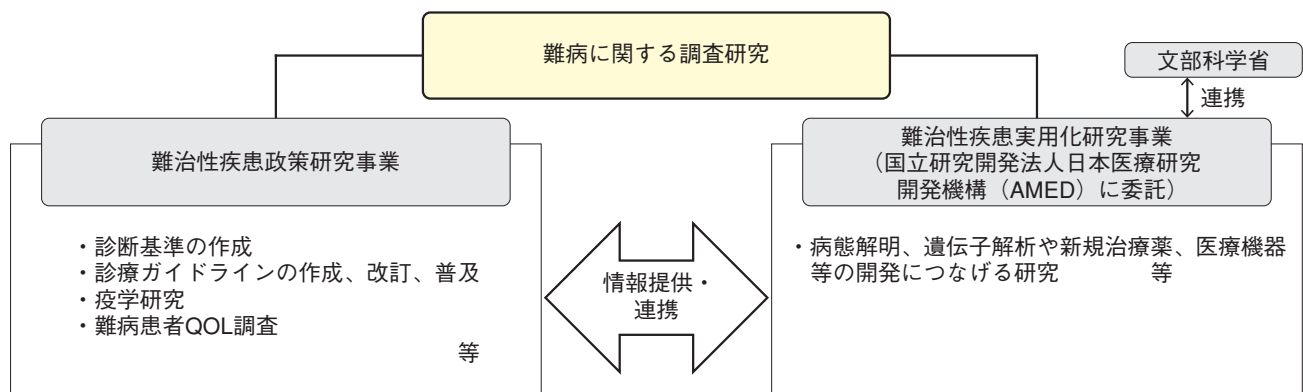 難病に関する調査研究
文部科学省
連携
難治性疾患政策研究事業
難治性疾患実用化研究事業
（国立研究開発法人日本医療研究
開発機構（AMED）に委託）
・診断基準の作成
・診療ガイドラインの作成、改訂、普及
・疫学研究
・難病患者QOL調査
等
情報提供・
連携
・病態解明、遺伝子解析や新規治療薬、医療機器
等の開発につなげる研究　　　　等